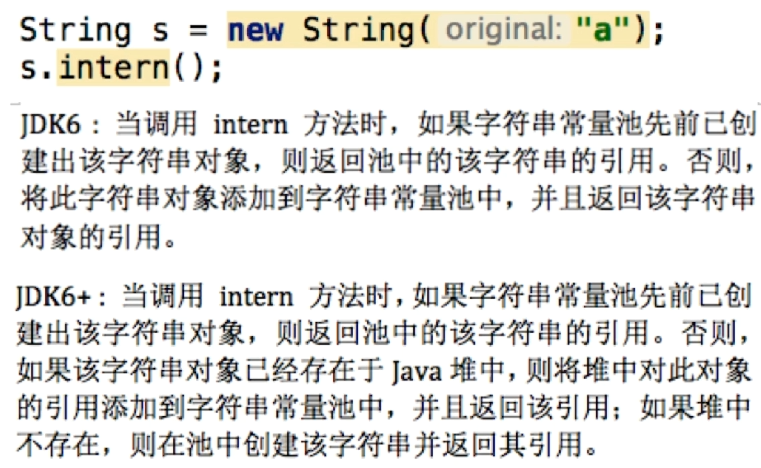 String s = new String( original: "a");
s.intern();
JDK6：当调用 intern 方法时，如果字符串常量池先前已创
建出该字符串对象，则返回池中的该字符串的引用。否则，
将此字符串对象添加到字符串常量池中，并且返回该字符串
对象的引用。
JDK6+：当调用 intern 方法时，如果字符串常量池先前已创
建出该字符串对象，则返回池中的该字符串的引用。否则，
如果该字符串对象已经存在于 Java 堆中，则将堆中对此对象
的引用添加到字符串常量池中，并且返回该引用；如果堆中
不存在，则在池中创建该字符串并返回其引用。